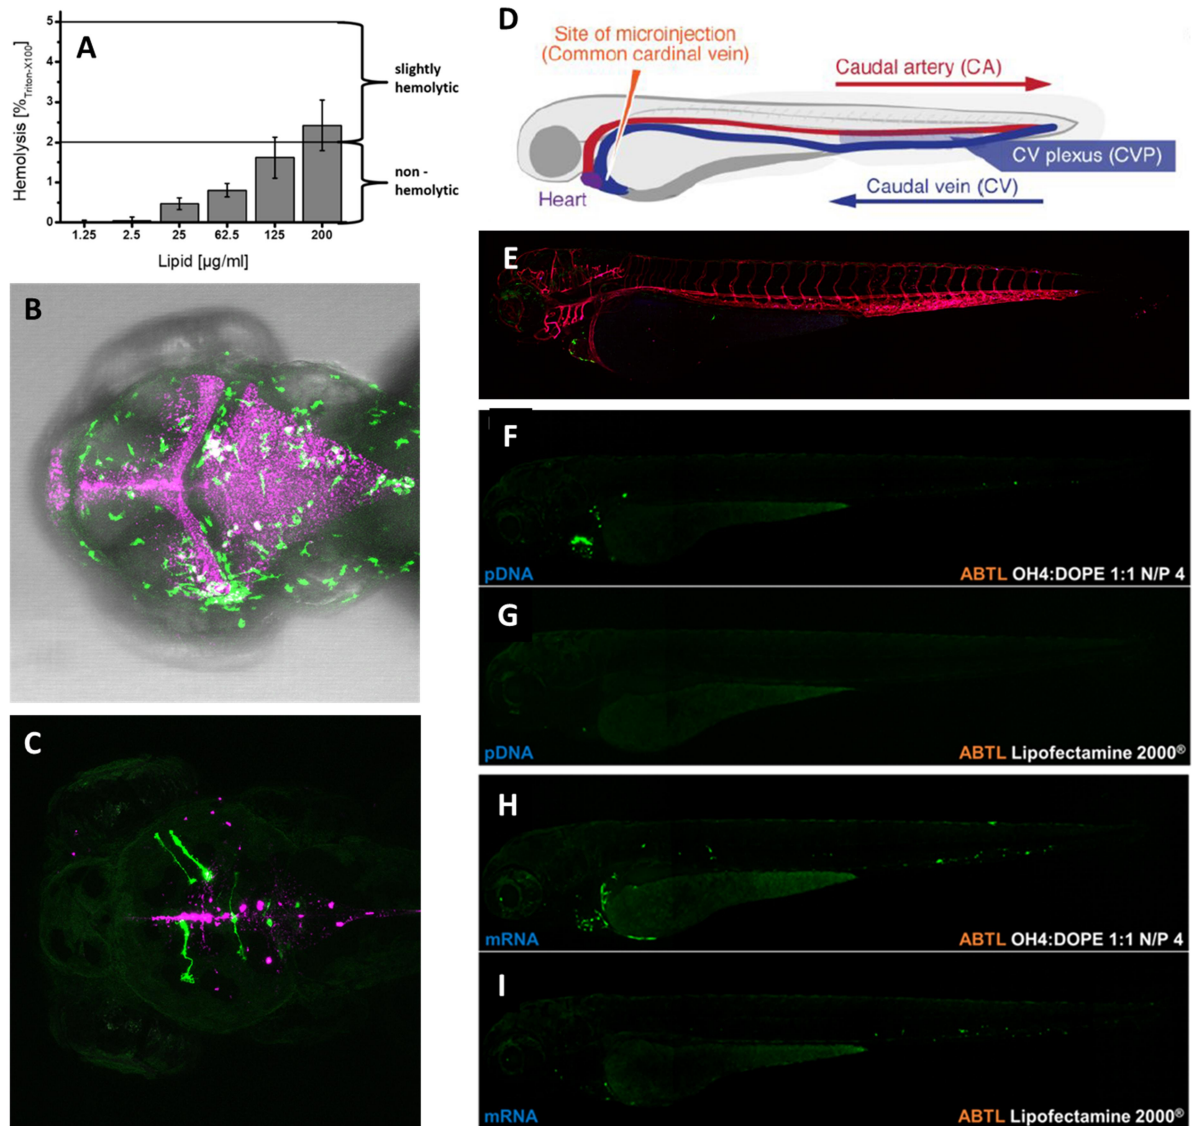 A
Hemolysis [%Triton-X100]
5
4
3
2
1
0
1.25 2.5 25 62.5 125 200
Lipid [µg/ml]
slightly
hemolytic
non -
hemolytic
B
C
D
Site of microinjection
(Common cardinal vein)
Caudal artery (CA)
CV plexus (CVP)
Caudal vein (CV)
Heart
E
F
pDNA
ABTL OH4:DOPE 1:1 N/P 4
G
pDNA
ABTL Lipofectamine 2000®
H
mRNA
ABTL OH4:DOPE 1:1 N/P 4
I
mRNA
ABTL Lipofectamine 2000®